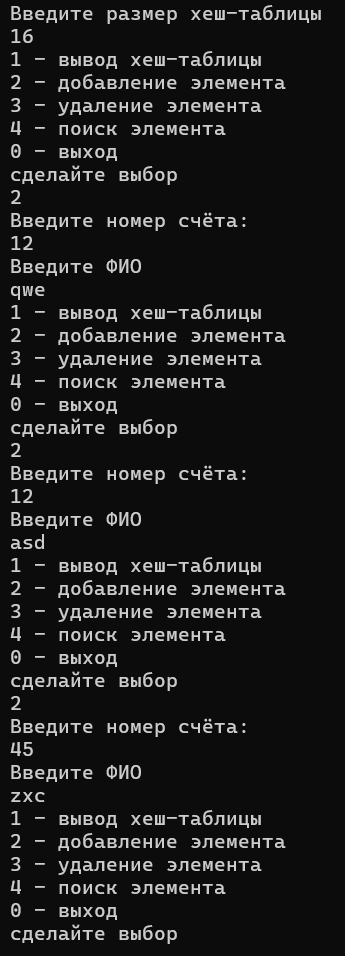 Введите размер хеш-таблицы
16
1 - вывод хеш-таблицы
2 - добавление элемента
3 - удаление элемента
4 - поиск элемента
0 - выход
сделайте выбор
2
Введите номер счёта:
12
Введите ФИО
qwe
1 - вывод хеш-таблицы
2 - добавление элемента
3 - удаление элемента
4 - поиск элемента
0 - выход
сделайте выбор
2
Введите номер счёта:
12
Введите ФИО
asd
1 - вывод хеш-таблицы
2 - добавление элемента
3 - удаление элемента
4 - поиск элемента
0 - выход
сделайте выбор
2
Введите номер счёта:
45
Введите ФИО
zxc
1 - вывод хеш-таблицы
2 - добавление элемента
3 - удаление элемента
4 - поиск элемента
0 - выход
сделайте выбор